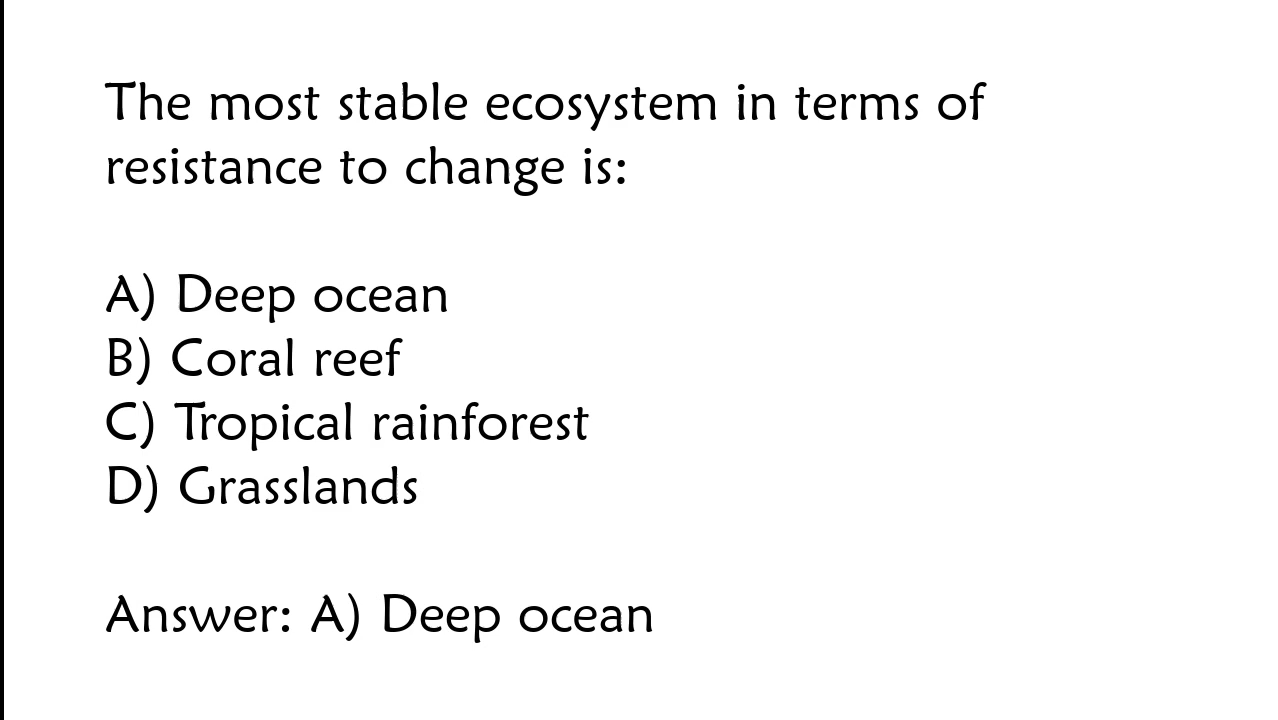 The most stable ecosystem in terms of
resistance to change is:
A) Deep ocean
B) Coral reef
C) Tropical rainforest
D) Grasslands
Answer: A) Deep ocean